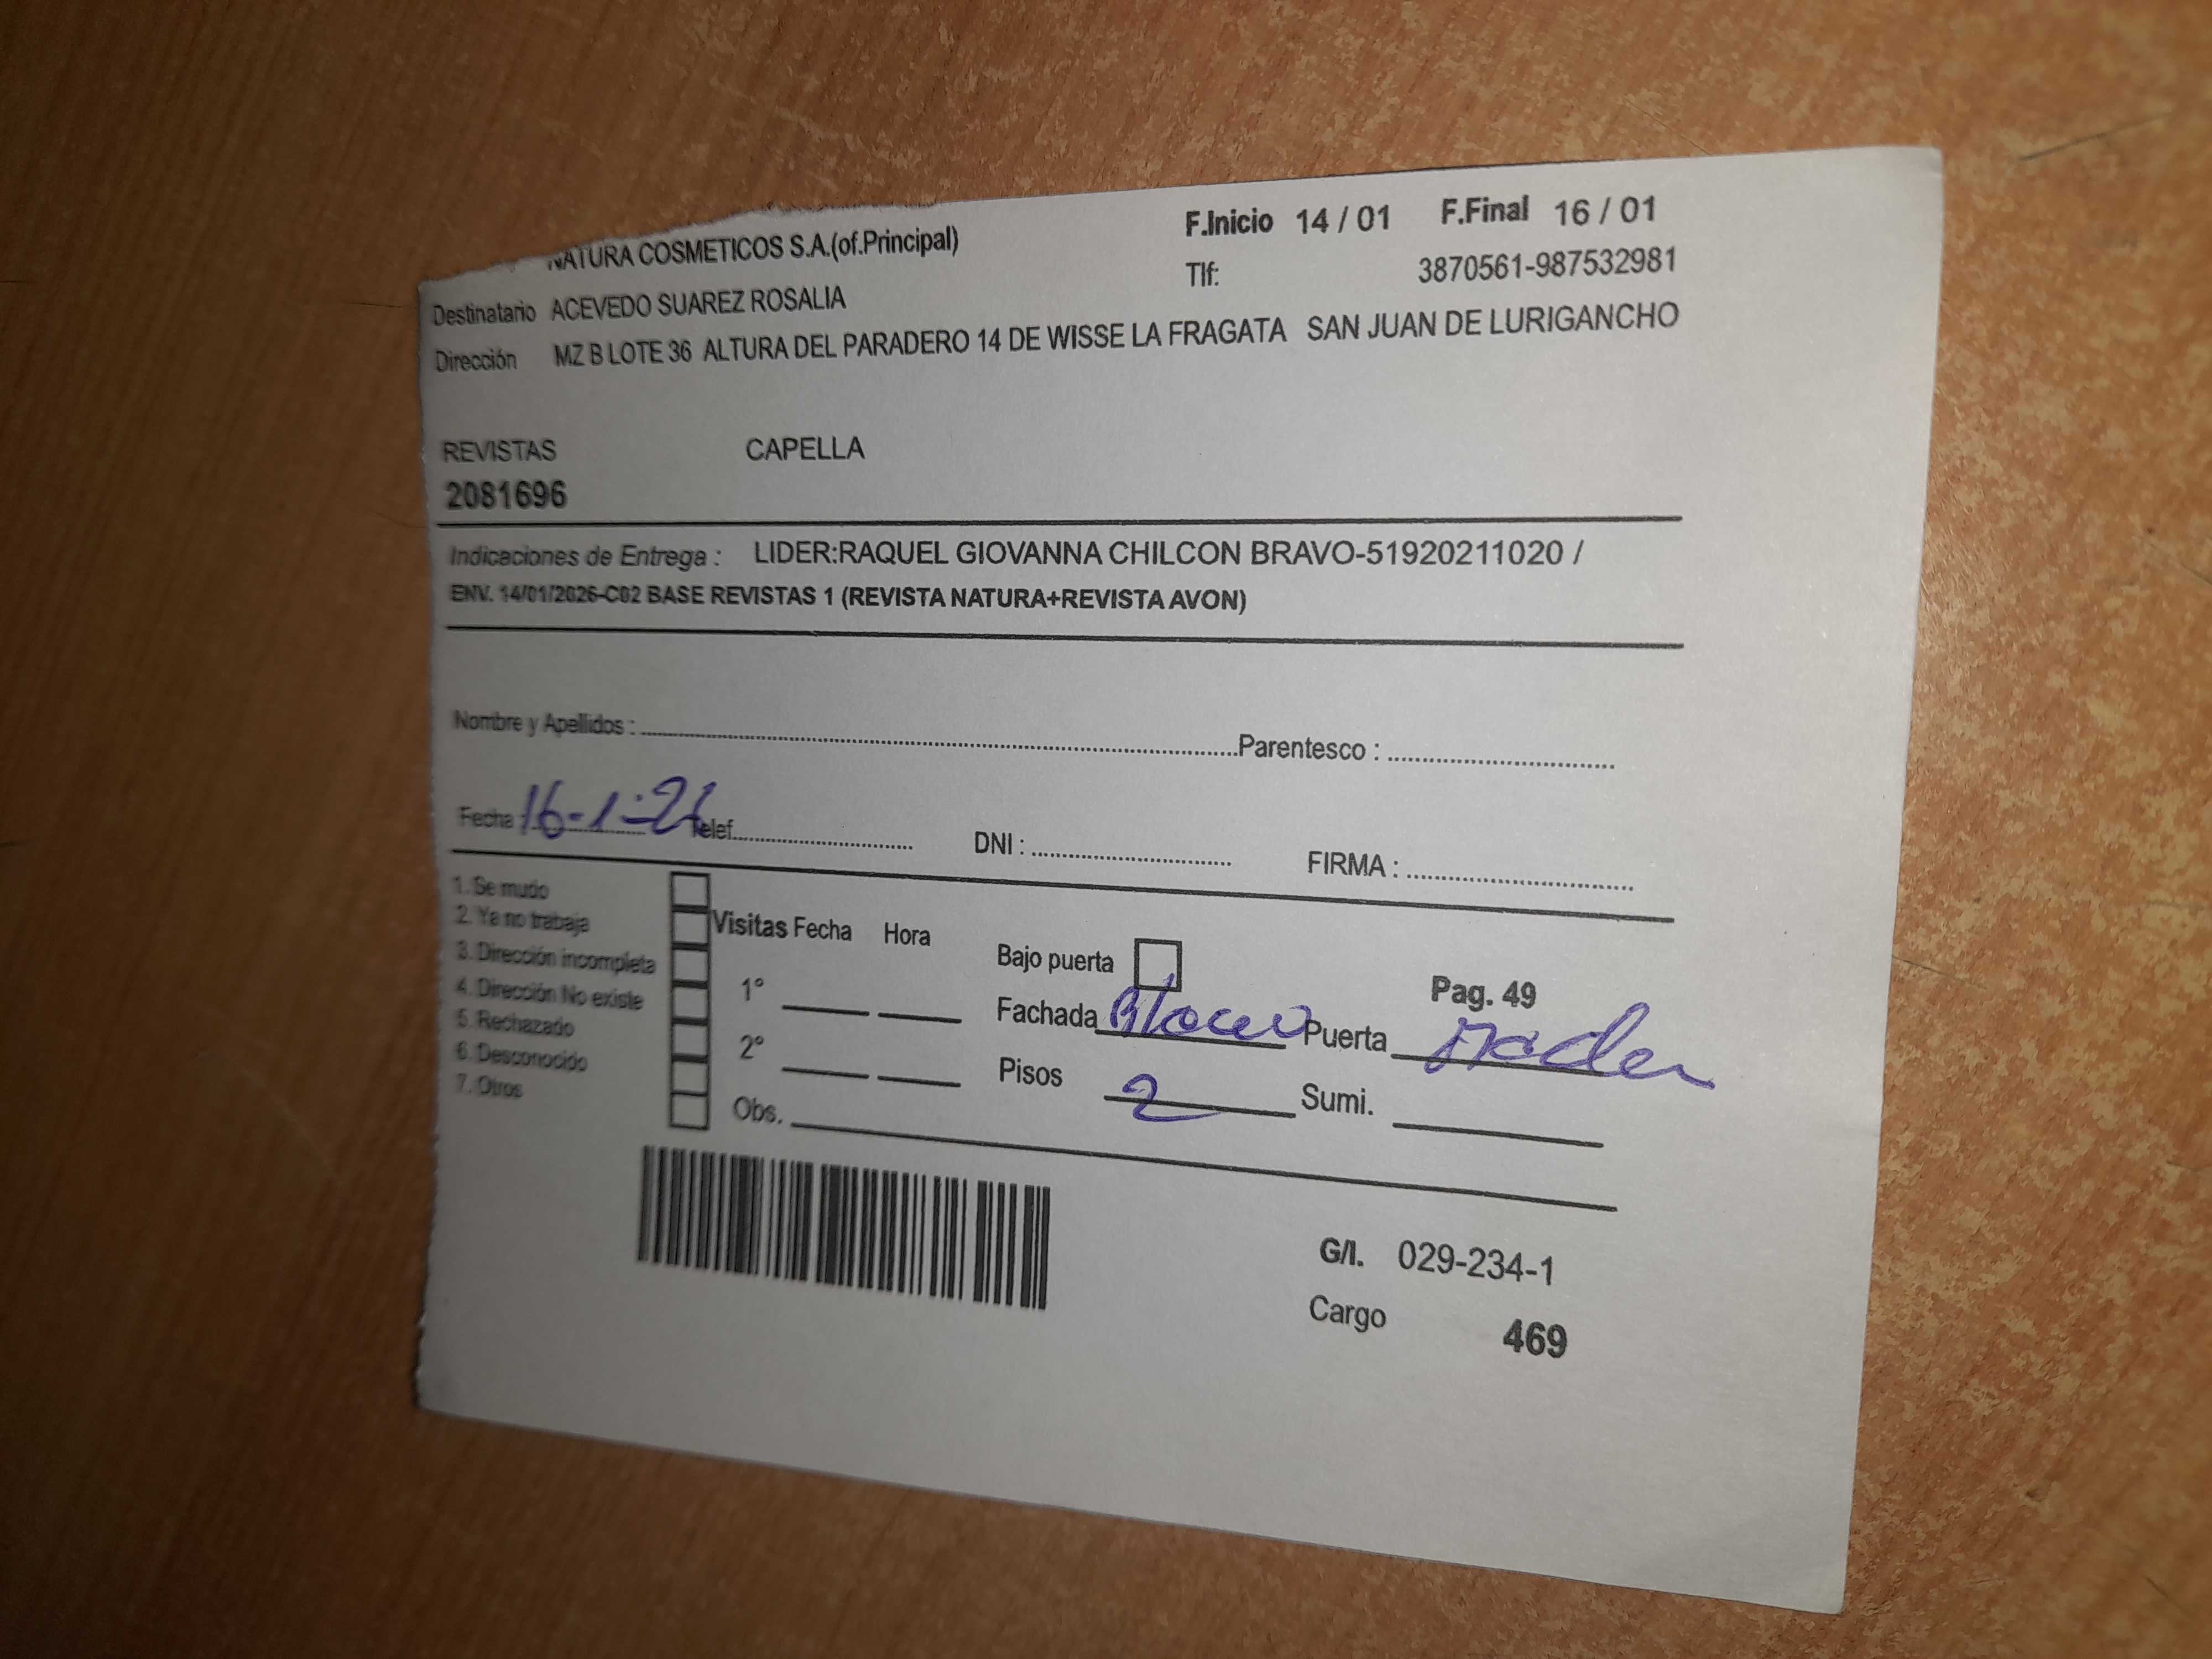 NATURA COSMETICOS S.A.(of.Principal) F.Inicio 14 / 01 F.Final 16 / 01
Tlf: 3870561-987532981
Destinatario ACEVEDO SUAREZ ROSALIA
Dirección MZ B LOTE 36 ALTURA DEL PARADERO 14 DE WISSE LA FRAGATA SAN JUAN DE LURIGANCHO
REVISTAS CAPELLA
2081696
Indicaciones de Entrega : LIDER:RAQUEL GIOVANNA CHILCON BRAVO-51920211020 /
ENV. 14/01/2026-C02 BASE REVISTAS 1 (REVISTA NATURA+REVISTA AVON)
Nombre y Apellidos : Parentesco :
Fecha : 16-1-26 Telef. DNI : FIRMA :
1. Se mudo
2. Ya no trabaja
3. Dirección incompleta
4. Dirección No existe
5. Rechazado
6. Desconocido
7. Otros
Visitas Fecha Hora
1°
2°
Obs.
Bajo puerta Pag. 49
Fachada Blanco Puerta Mader
Pisos 2 Sumi.
G/I. 029-234-1
Cargo 469